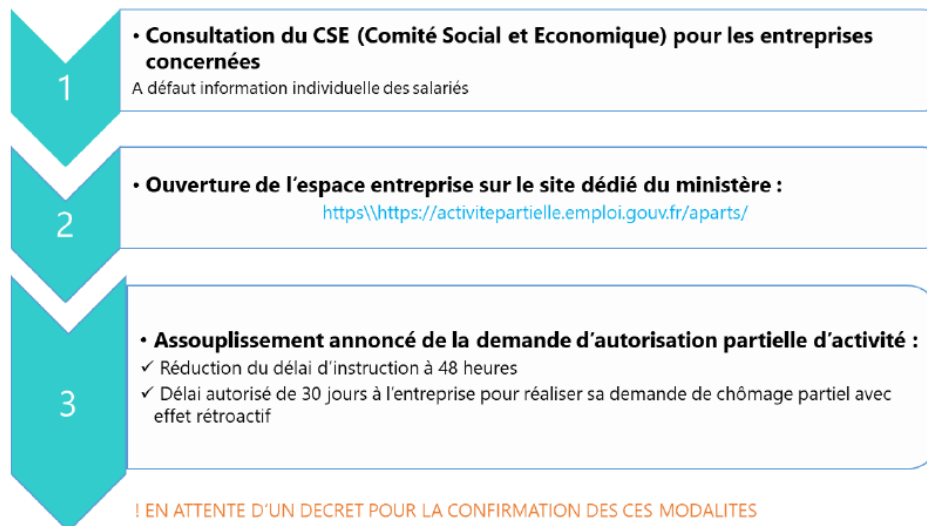 1
• Consultation du CSE (Comité Social et Economique) pour les entreprises
concernées
A défaut information individuelle des salariés
2
• Ouverture de l'espace entreprise sur le site dédié du ministère :
https\\https://activitepartielle.emploi.gouv.fr/aparts/
3
• Assouplissement annoncé de la demande d'autorisation partielle d'activité :
✓ Réduction du délai d'instruction à 48 heures
✓ Délai autorisé de 30 jours à l'entreprise pour réaliser sa demande de chômage partiel avec
effet rétroactif
! EN ATTENTE D'UN DECRET POUR LA CONFIRMATION DES CES MODALITES